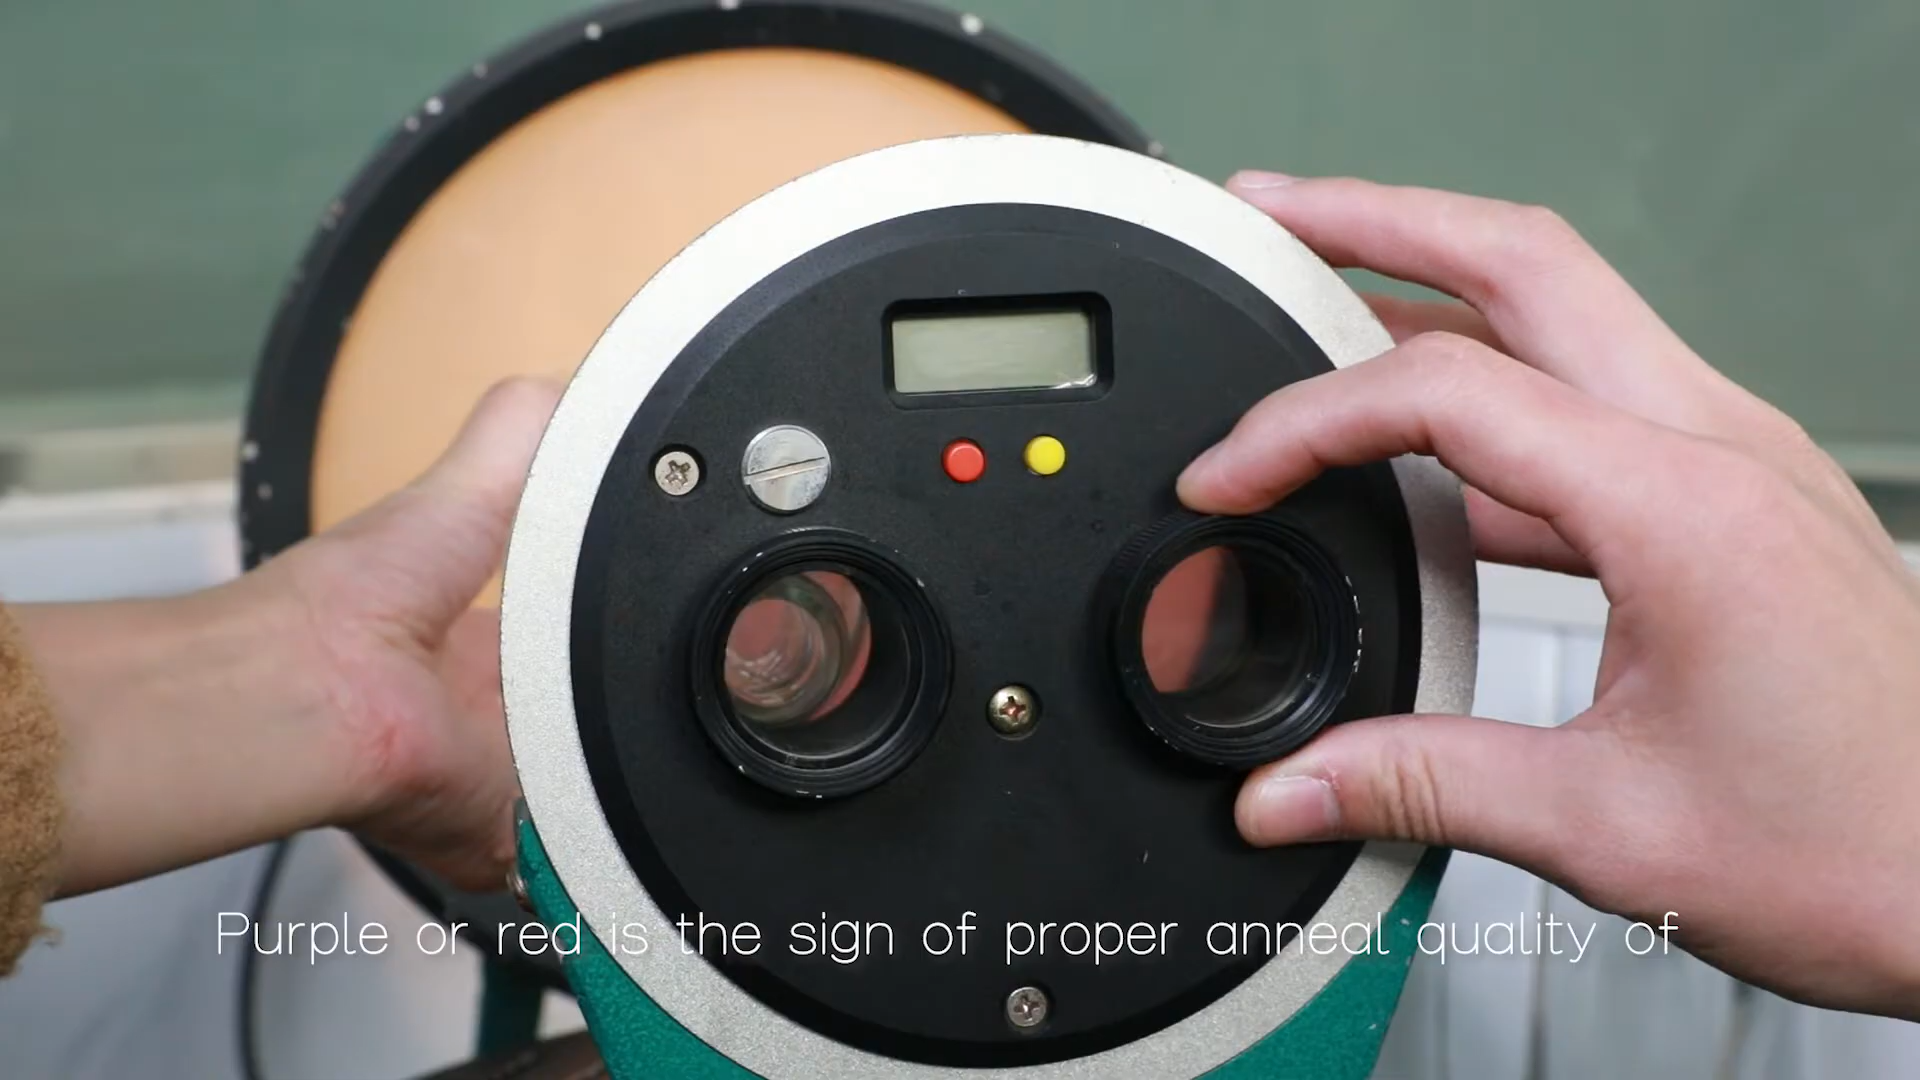 Purple or red is the sign of proper anneal quality of